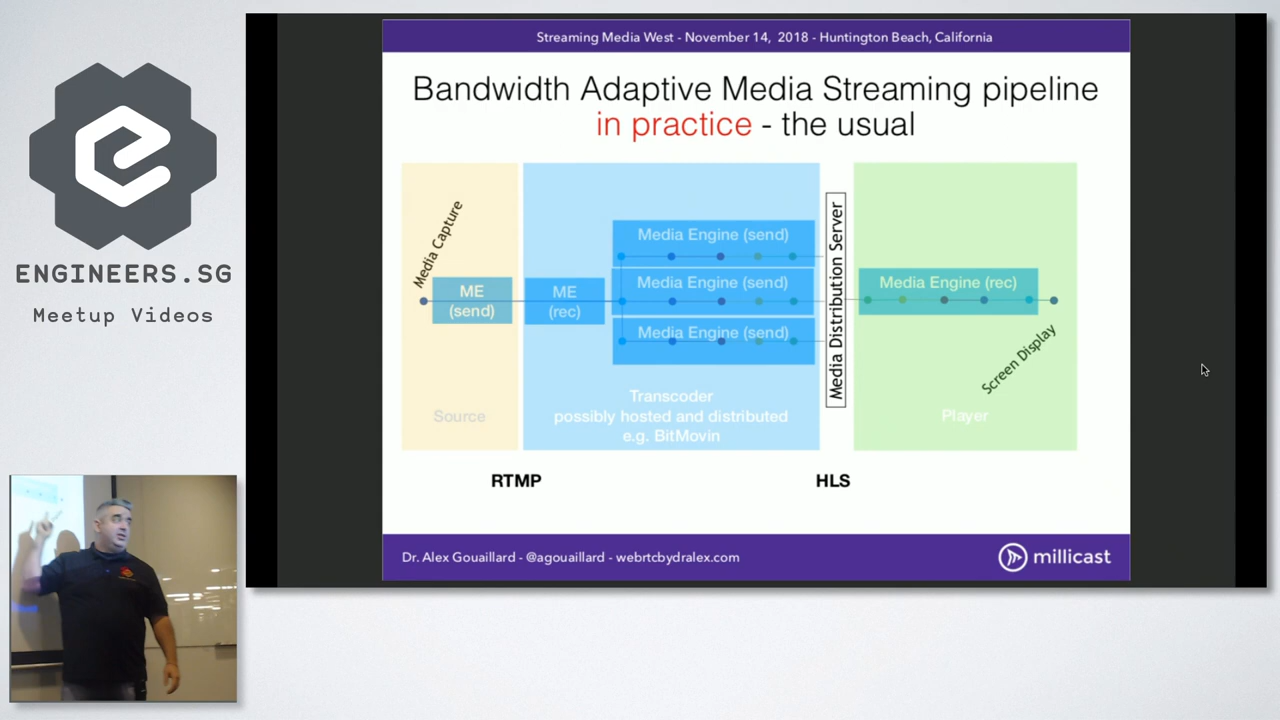 ENGINEERS.SG
Meetup Videos
Streaming Media West - November 14, 2018 - Huntington Beach, California
Bandwidth Adaptive Media Streaming pipeline
in practice - the usual
Media Capture
ME
(send)
Source
ME
(rec)
Media Engine (send)
Media Engine (send)
Media Engine (send)
Transcoder
possibly hosted and distributed
e.g. BitMovin
Media Distribution Server
Media Engine (rec)
Screen Display
Player
RTMP
HLS
Dr. Alex Gouaillard - @agouaillard - webrtcbydralex.com
millicast